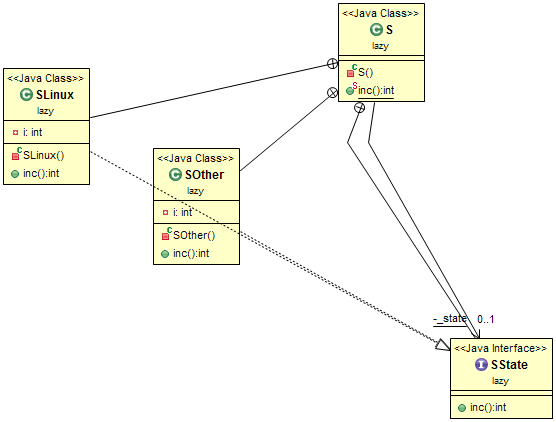 <<Java Class>>
S
lazy
S()
inc():int
<<Java Class>>
SLinux
lazy
i: int
SLinux()
inc():int
<<Java Class>>
SOther
lazy
i: int
SOther()
inc():int
-_state 0..1
<<Java Interface>>
SState
lazy
inc():int